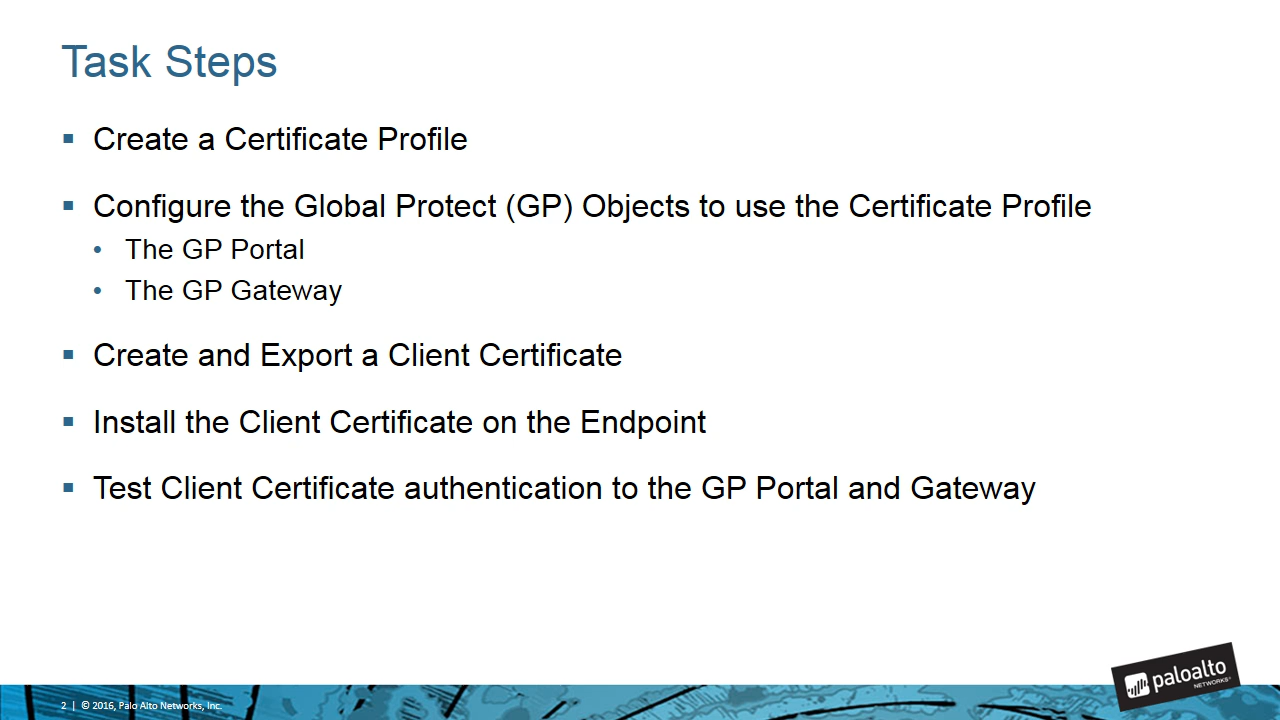 Task Steps
▪ Create a Certificate Profile
▪ Configure the Global Protect (GP) Objects to use the Certificate Profile
• The GP Portal
• The GP Gateway
▪ Create and Export a Client Certificate
▪ Install the Client Certificate on the Endpoint
▪ Test Client Certificate authentication to the GP Portal and Gateway
paloalto
NETWORKS®
2 | © 2016, Palo Alto Networks, Inc.